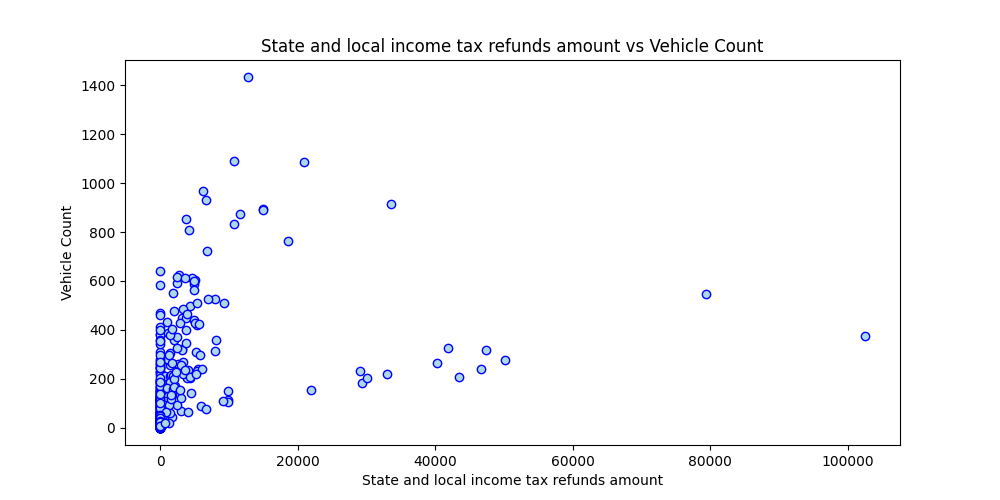 State and local income tax refunds amount vs Vehicle Count
1400
1200
1000
800
600
400
200
0
Vehicle Count
0 20000 40000 60000 80000 100000
State and local income tax refunds amount